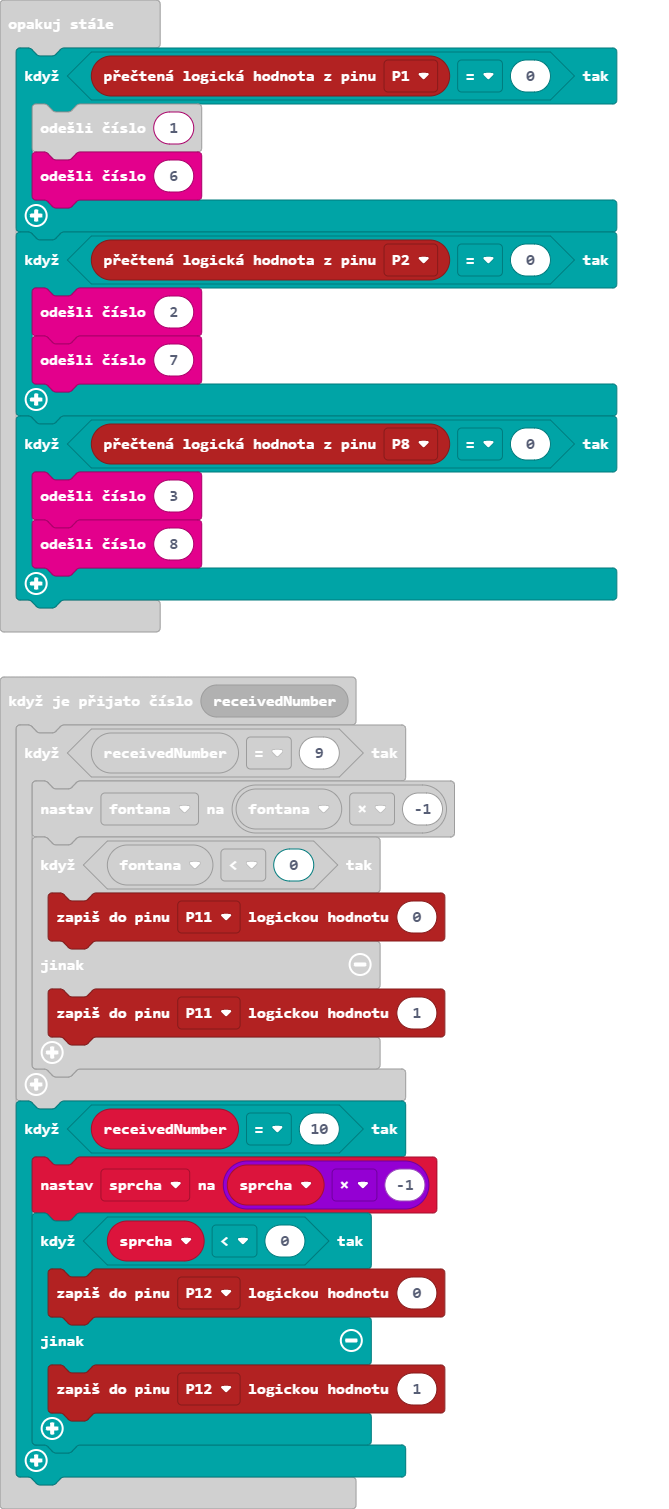 opakuj stále
když přečtená logická hodnota z pinu P1 = 0 tak
odešli číslo 1
odešli číslo 6
když přečtená logická hodnota z pinu P2 = 0 tak
odešli číslo 2
odešli číslo 7
když přečtená logická hodnota z pinu P8 = 0 tak
odešli číslo 3
odešli číslo 8
když je přijato číslo receivedNumber
když receivedNumber = 9 tak
nastav fontana na fontana × -1
když fontana < 0 tak
zapiš do pinu P11 logickou hodnotu 0
jinak
zapiš do pinu P11 logickou hodnotu 1
když receivedNumber = 10 tak
nastav sprcha na sprcha × -1
když sprcha < 0 tak
zapiš do pinu P12 logickou hodnotu 0
jinak
zapiš do pinu P12 logickou hodnotu 1